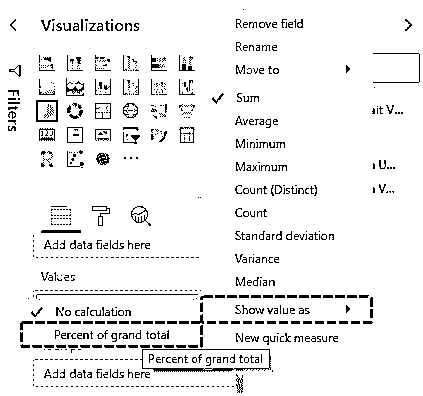 Visualizations
Filters
Add data fields here
Values
No calculation
Percent of grand total
Percent of grand total
Add data fields here
Remove field
Rename
Move to
Sum
Average
Minimum
Maximum
Count (Distinct)
Count
Standard deviation
Variance
Median
Show value as
New quick measure
ait V...
U...
V...